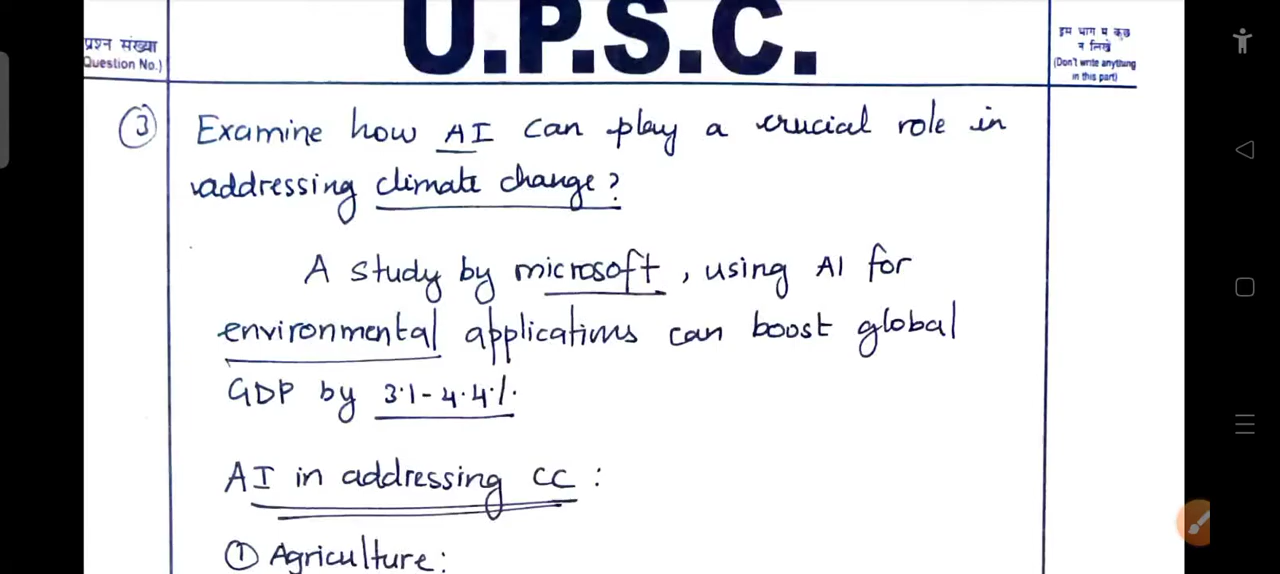 U.P.S.C.
प्रश्न संख्या
Question No.)
इस भाग में कुछ
न लिखें
(Don't write anything
in this part)
③ Examine how AI can play a crucial role in
addressing climate change?
A study by microsoft, using AI for
environmental applications can boost global
GDP by 3.1-4.4%.
AI in addressing CC:
① Agriculture: